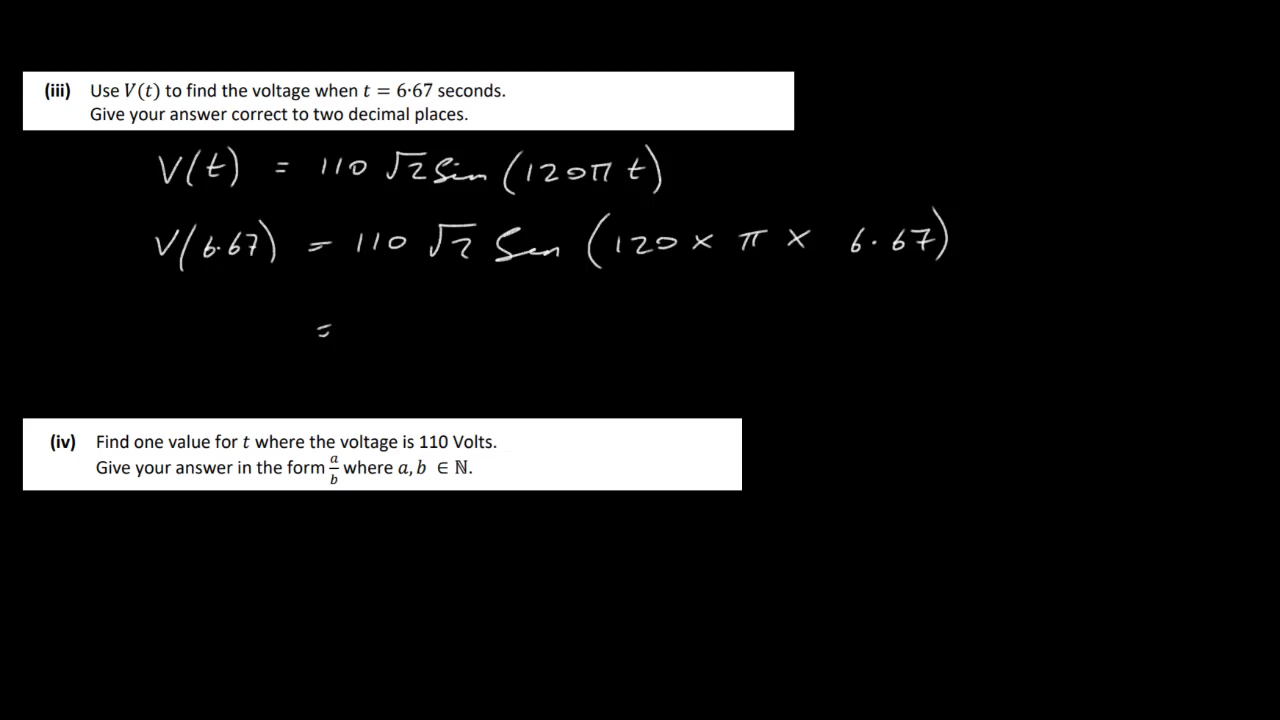 (iii) Use V(t) to find the voltage when t = 6·67 seconds.
Give your answer correct to two decimal places.
V(t) = 110 √2 Sin (120π t)
V(6.67) = 110 √2 Sin (120 × π × 6.67)
=
(iv) Find one value for t where the voltage is 110 Volts.
Give your answer in the form a/b where a, b ∈ ℕ.